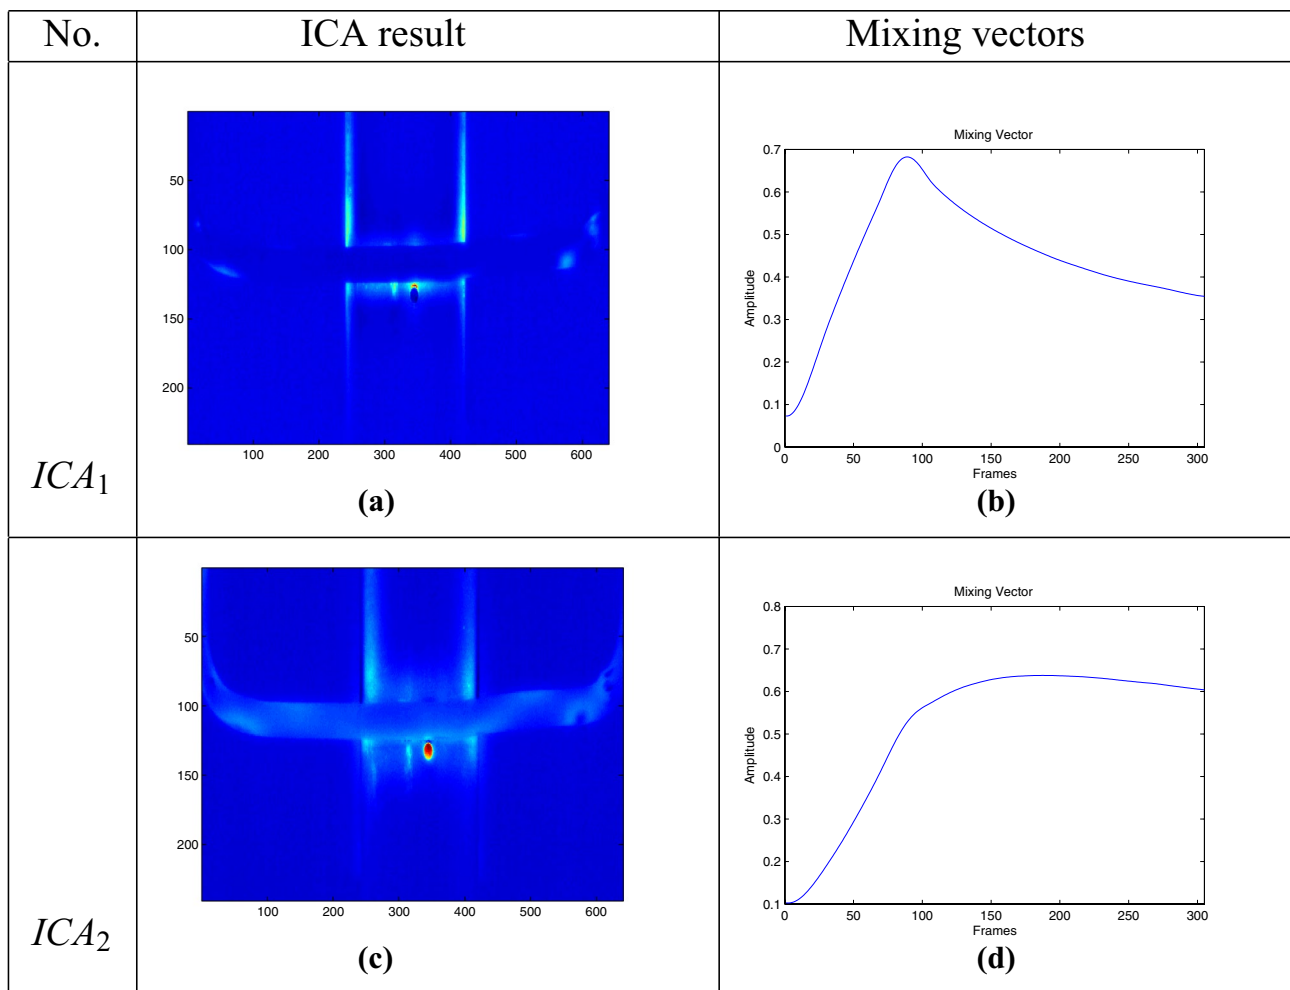 No. ICA result Mixing vectors
50
100
150
200
100 200 300 400 500 600
(a)
Mixing Vector
Amplitude
0.7
0.6
0.5
0.4
0.3
0.2
0.1
0
0 50 100 150 200 250 300
Frames
(b)
ICA1
50
100
150
200
100 200 300 400 500 600
(c)
Mixing Vector
Amplitude
0.8
0.7
0.6
0.5
0.4
0.3
0.2
0.1
0 50 100 150 200 250 300
Frames
(d)
ICA2